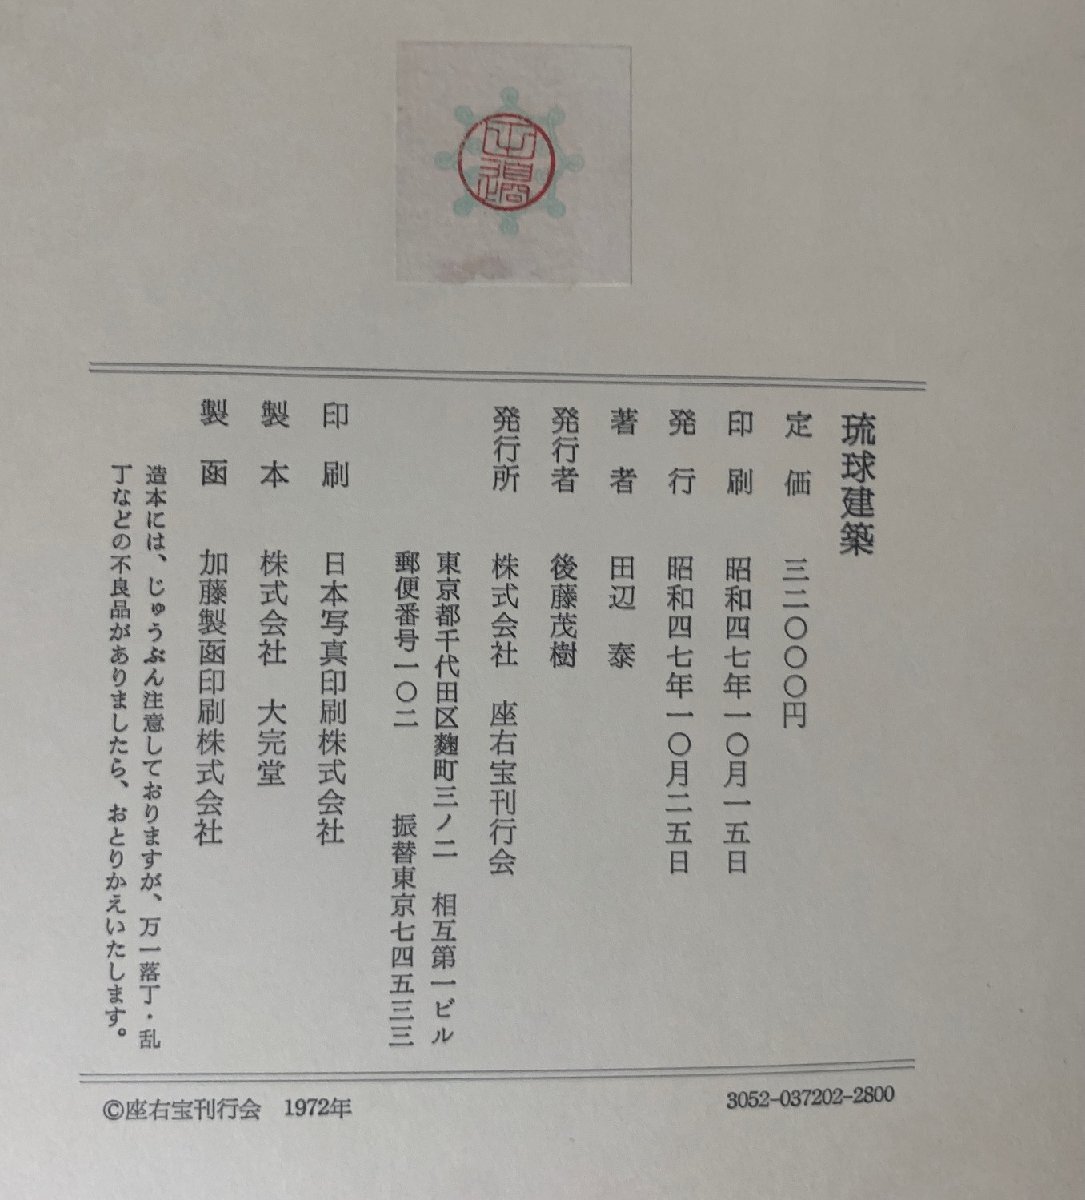 琉球建築
定価 三二〇〇〇円
印刷 昭和四七年一〇月一五日
発行 昭和四七年一〇月二五日
著者 田辺 泰
発行者 後藤茂樹
発行所 株式会社 座右宝刊行会
東京都千代田区麹町三ノ二 相互第一ビル
郵便番号一〇二 振替東京七四五三三
印刷 日本写真印刷株式会社
製本 株式会社 大完堂
製函 加藤製函印刷株式会社
造本には、じゅうぶん注意しておりますが、万一落丁・乱
丁などの不良品がありましたら、おとりかえいたします。
©座右宝刊行会 1972年
3052-037202-2800